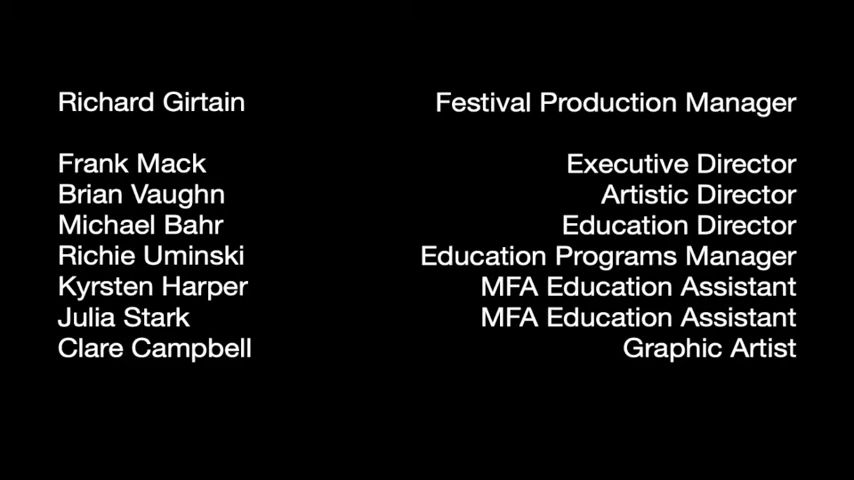 Richard Girtain Festival Production Manager
Frank Mack Executive Director
Brian Vaughn Artistic Director
Michael Bahr Education Director
Richie Uminski Education Programs Manager
Kyrsten Harper MFA Education Assistant
Julia Stark MFA Education Assistant
Clare Campbell Graphic Artist